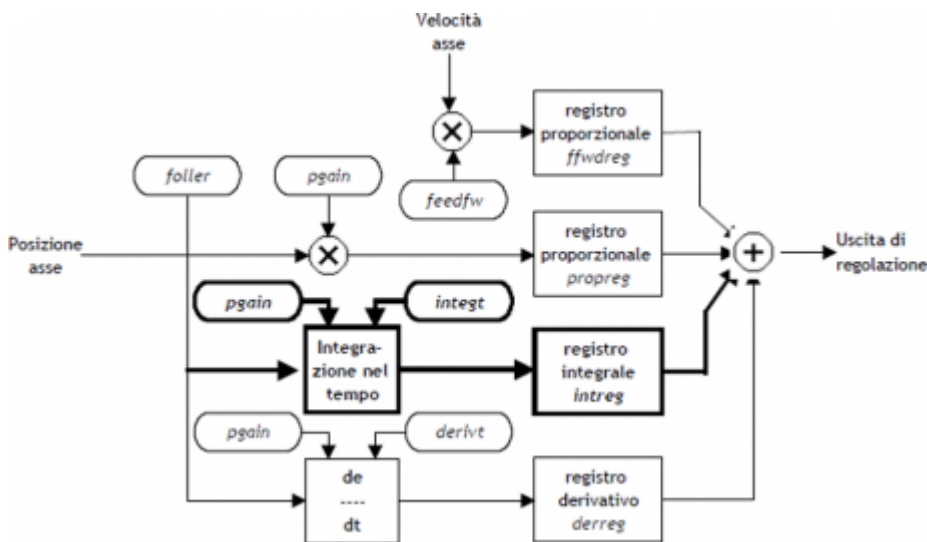 Velocità
asse
registro
proporzionale
ffwdreg
foller
pgain
feedfw
Posizione
asse
registro
proporzionale
propreg
Uscita di
regolazione
pgain
integt
Integra-
zione nel
tempo
registro
integrale
intreg
pgain
derivt
de
----
dt
registro
derivativo
derreg